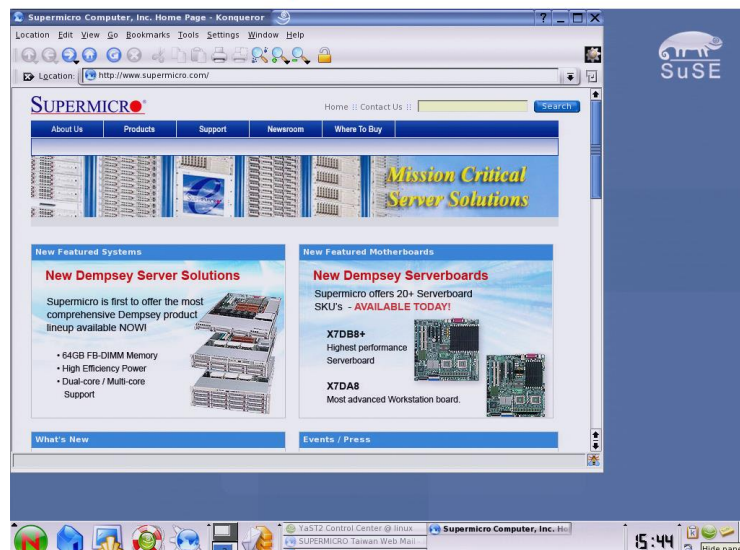 Supermicro Computer, Inc. Home Page - Konqueror
Location Edit View Go Bookmarks Tools Settings Window Help
Location: http://www.supermicro.com/
SuSE
SUPERMICRO
Home :: Contact Us ::
Search
About Us Products Support Newsroom Where To Buy
Mission Critical
Server Solutions
New Featured Systems
New Dempsey Server Solutions
Supermicro is first to offer the most
comprehensive Dempsey product
lineup available NOW!
• 64GB FB-DIMM Memory
• High Efficiency Power
• Dual-core / Multi-core
Support
New Featured Motherboards
New Dempsey Serverboards
Supermicro offers 20+ Serverboard
SKU's - AVAILABLE TODAY!
X7DB8+
Highest performance
Serverboard
X7DA8
Most advanced Workstation board.
What's New
Events / Press
YaST2 Control Center @ linux
SUPERMICRO Taiwan Web Mail
Supermicro Computer, Inc. Ho
15:44
Hide pane